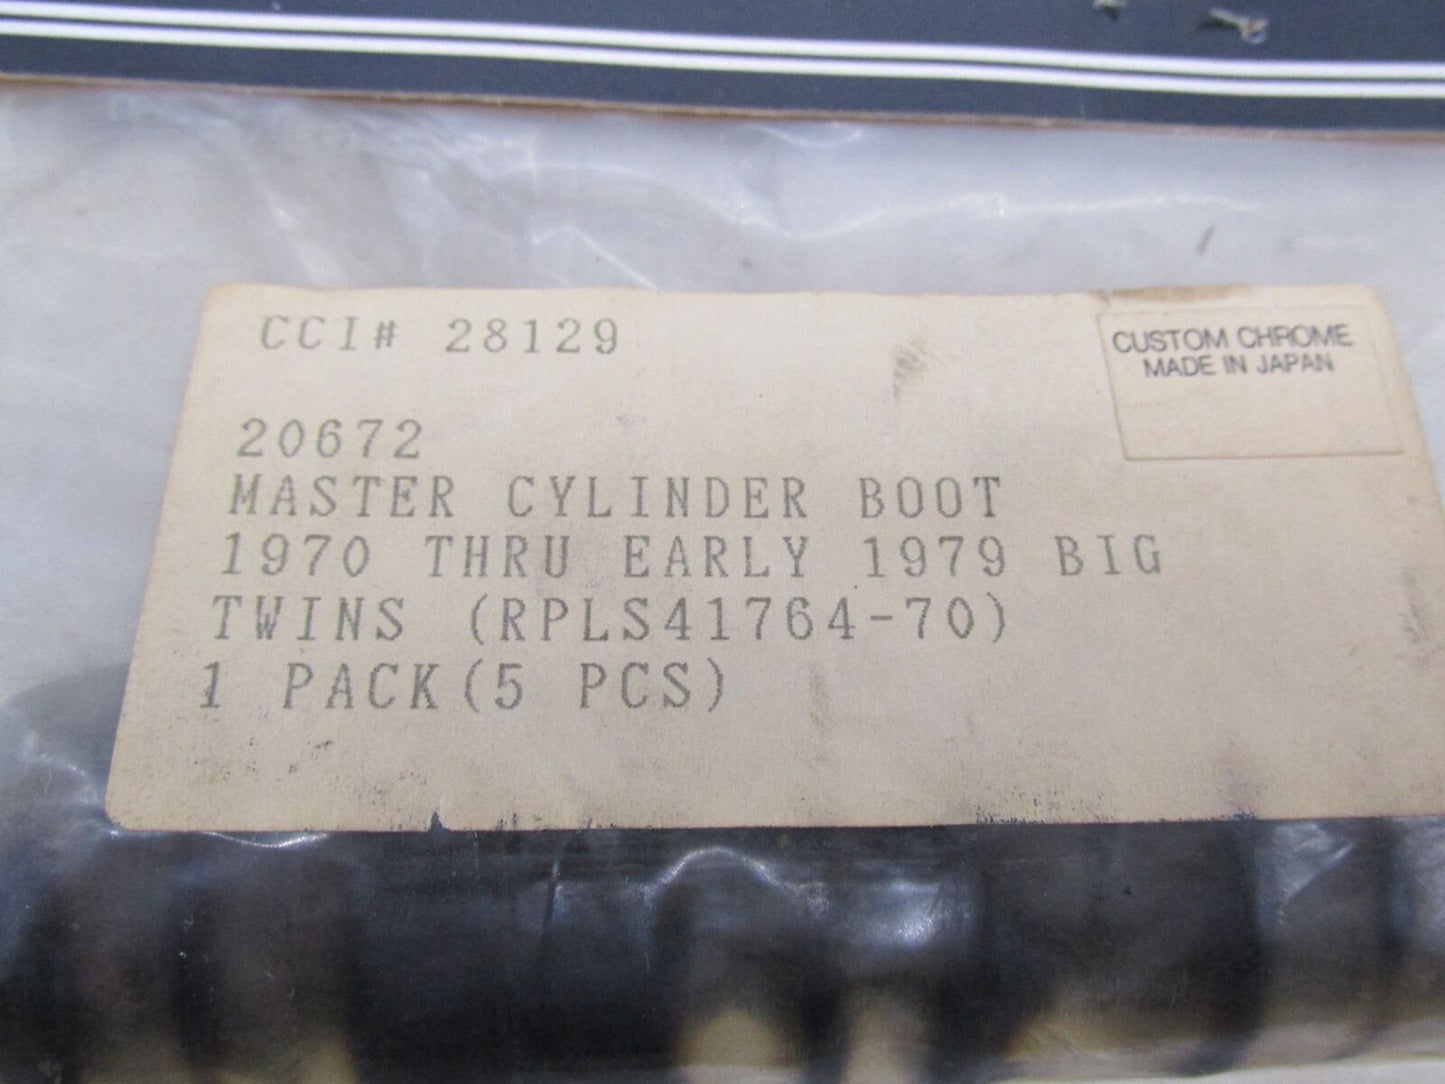 CCI# 28129
CUSTOM CHROME
MADE IN JAPAN
20672
MASTER CYLINDER BOOT
1970 THRU EARLY 1979 BIG
TWINS (RPLS41764-70)
1 PACK(5 PCS)